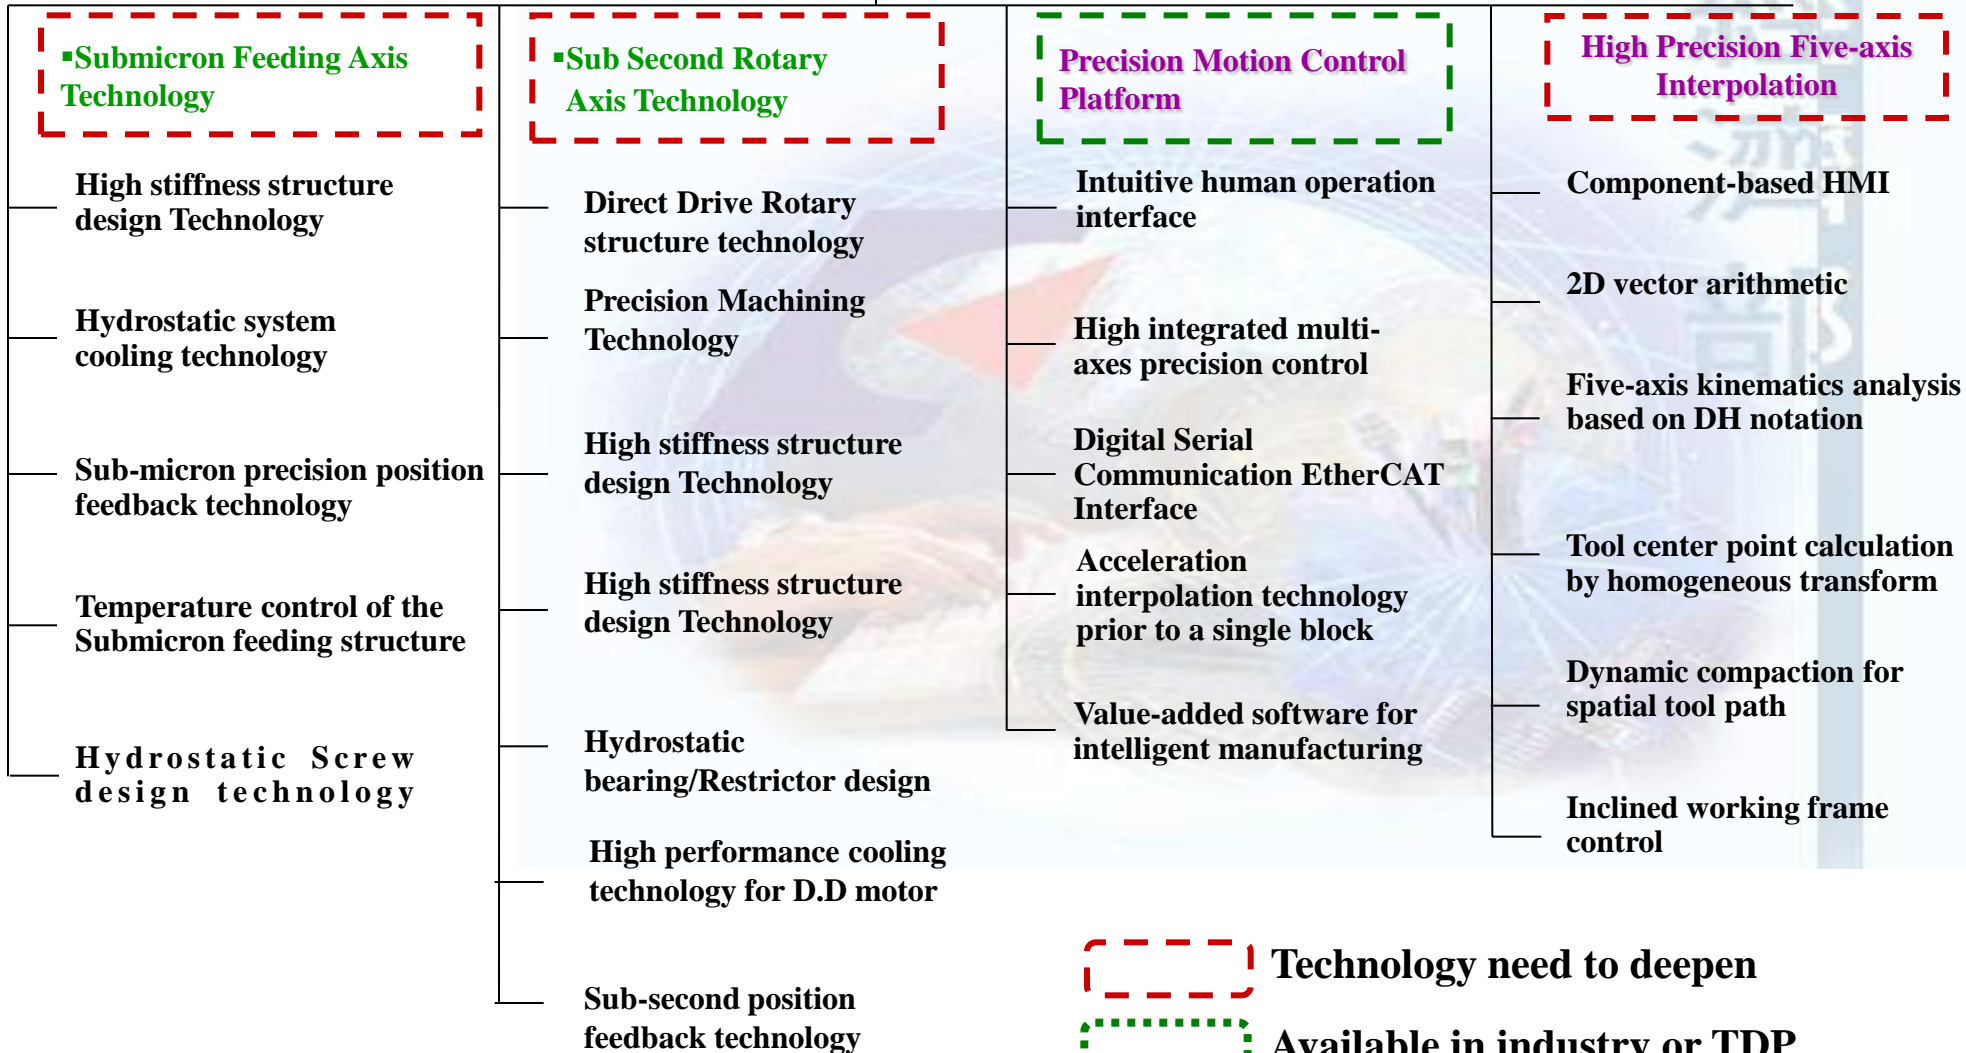 ▪Submicron Feeding Axis
Technology
High stiffness structure
design Technology
Hydrostatic system
cooling technology
Sub-micron precision position
feedback technology
Temperature control of the
Submicron feeding structure
Hydrostatic Screw
design technology
▪Sub Second Rotary
Axis Technology
Direct Drive Rotary
structure technology
Precision Machining
Technology
High stiffness structure
design Technology
High stiffness structure
design Technology
Hydrostatic
bearing/Restrictor design
High performance cooling
technology for D.D motor
Sub-second position
feedback technology
Precision Motion Control
Platform
Intuitive human operation
interface
High integrated multi-
axes precision control
Digital Serial
Communication EtherCAT
Interface
Acceleration
interpolation technology
prior to a single block
Value-added software for
intelligent manufacturing
High Precision Five-axis
Interpolation
Component-based HMI
2D vector arithmetic
Five-axis kinematics analysis
based on DH notation
Tool center point calculation
by homogeneous transform
Dynamic compaction for
spatial tool path
Inclined working frame
control
Technology need to deepen
Available in industry or TDP